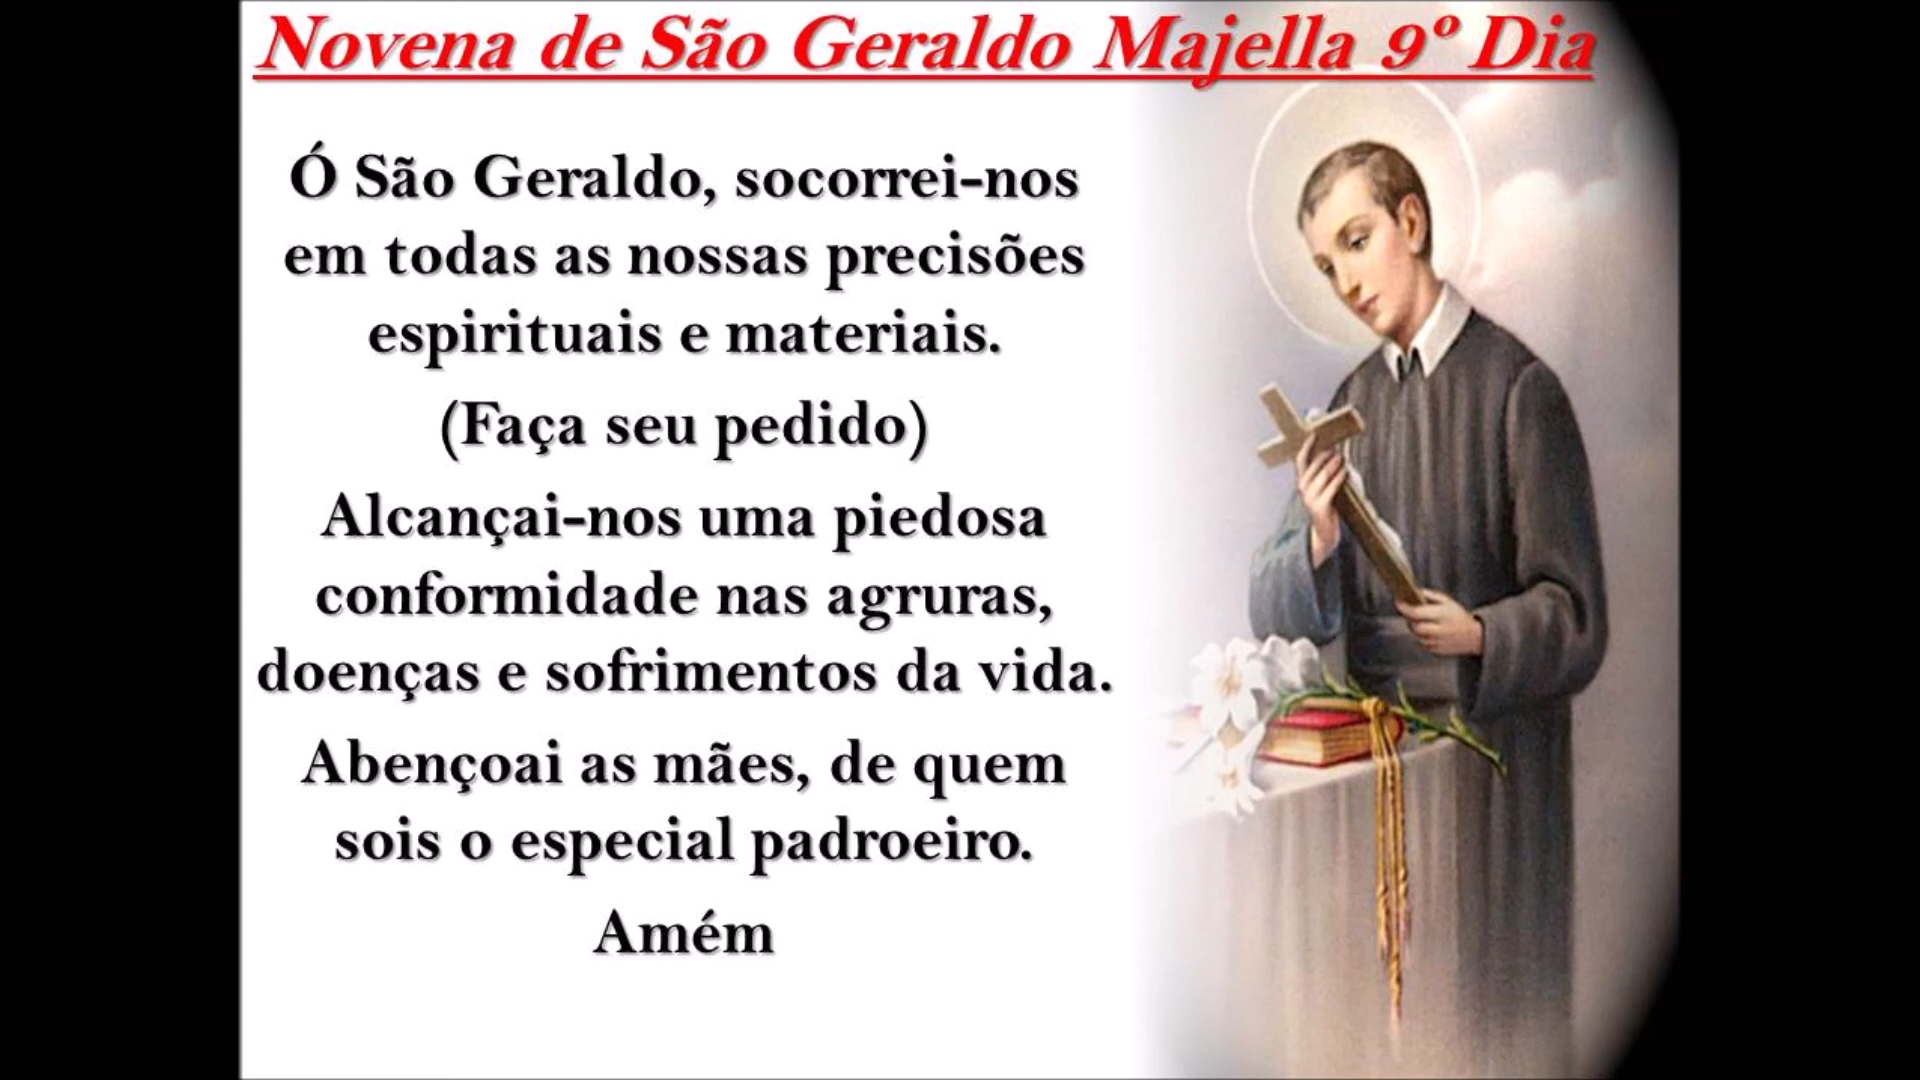 Novena de São Geraldo Majella 9º Dia
Ó São Geraldo, socorrei-nos
em todas as nossas precisões
espirituais e materiais.
(Faça seu pedido)
Alcançai-nos uma piedosa
conformidade nas agruras,
doenças e sofrimentos da vida.
Abençoai as mães, de quem
sois o especial padroeiro.
Amém